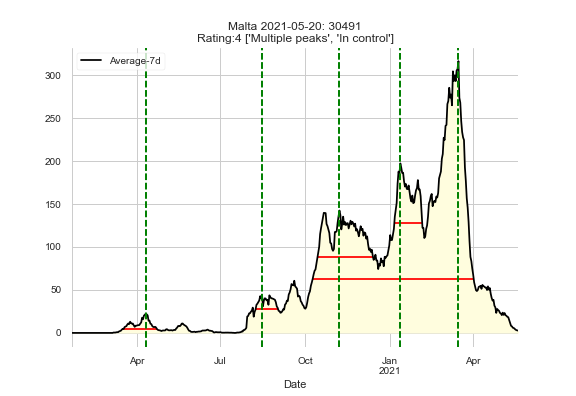 Malta 2021-05-20: 30491
Rating:4 ['Multiple peaks', 'In control']
Average-7d
300
250
200
150
100
50
0
Apr
Jul
Oct
Jan
2021
Apr
Date